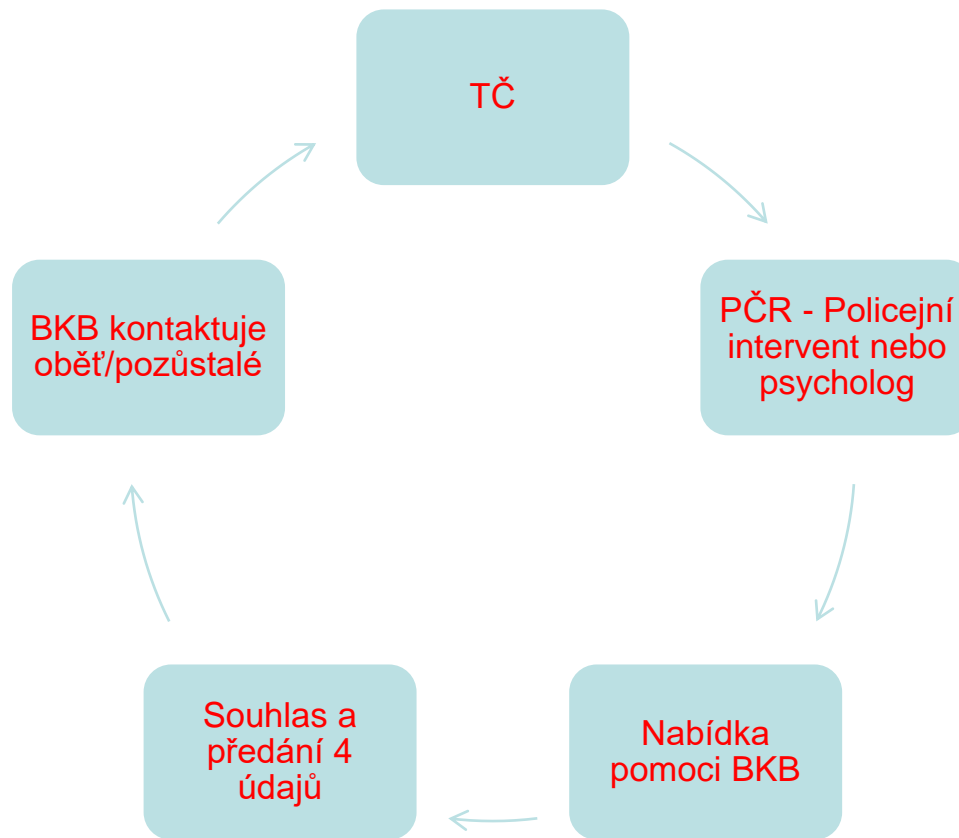 TČ
PČR - Policejní
intervent nebo
psycholog
Nabídka
pomoci BKB
Souhlas a
předání 4
údajů
BKB kontaktuje
oběť/pozůstalé